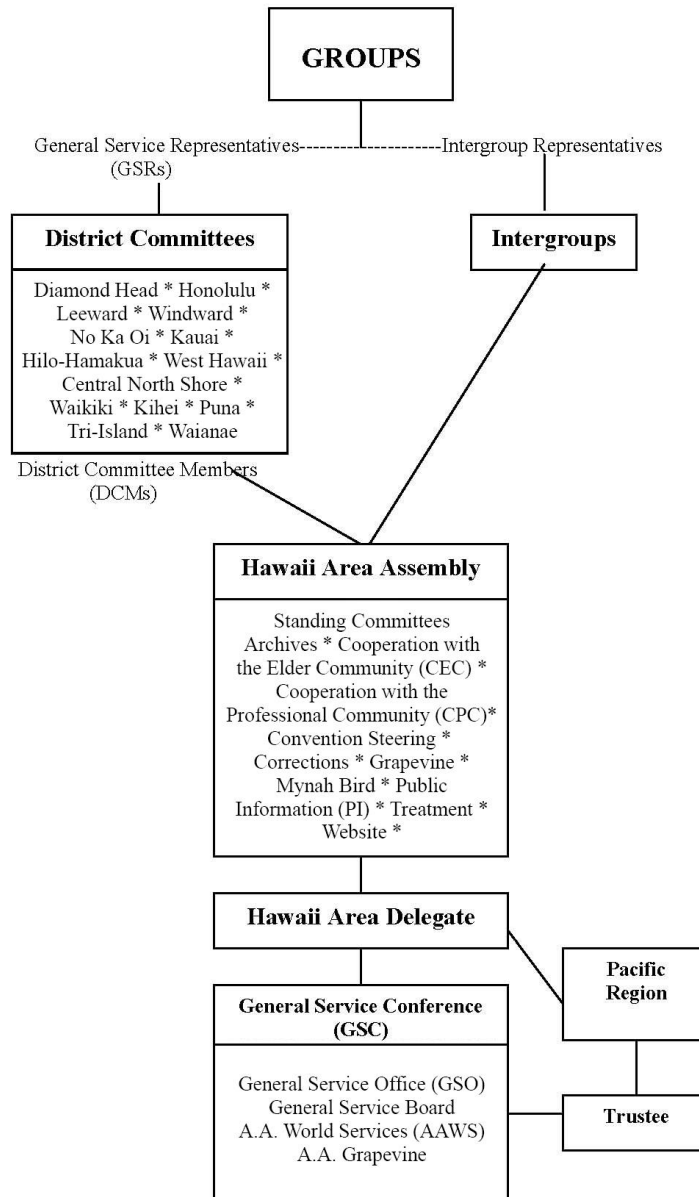 GROUPS
General Service Representatives---------------------Intergroup Representatives
(GSRs)
District Committees
Diamond Head * Honolulu *
Leeward * Windward *
No Ka Oi * Kauai *
Hilo-Hamakua * West Hawaii *
Central North Shore *
Waikiki * Kihei * Puna *
Tri-Island * Waianae
District Committee Members
(DCMs)
Intergroups
Hawaii Area Assembly
Standing Committees
Archives * Cooperation with
the Elder Community (CEC) *
Cooperation with the
Professional Community (CPC)*
Convention Steering *
Corrections * Grapevine *
Mynah Bird * Public
Information (PI) * Treatment *
Website *
Hawaii Area Delegate
Pacific
Region
General Service Conference
(GSC)
General Service Office (GSO)
General Service Board
A.A. World Services (AAWS)
A.A. Grapevine
Trustee